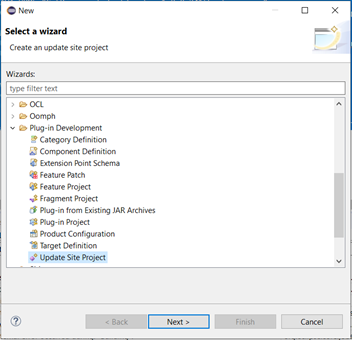 New
Select a wizard
Create an update site project
Wizards:
type filter text
OCL
Oomph
Plug-in Development
Category Definition
Component Definition
Extension Point Schema
Feature Patch
Feature Project
Fragment Project
Plug-in from Existing JAR Archives
Plug-in Project
Product Configuration
Target Definition
Update Site Project
?
< Back Next > Finish Cancel